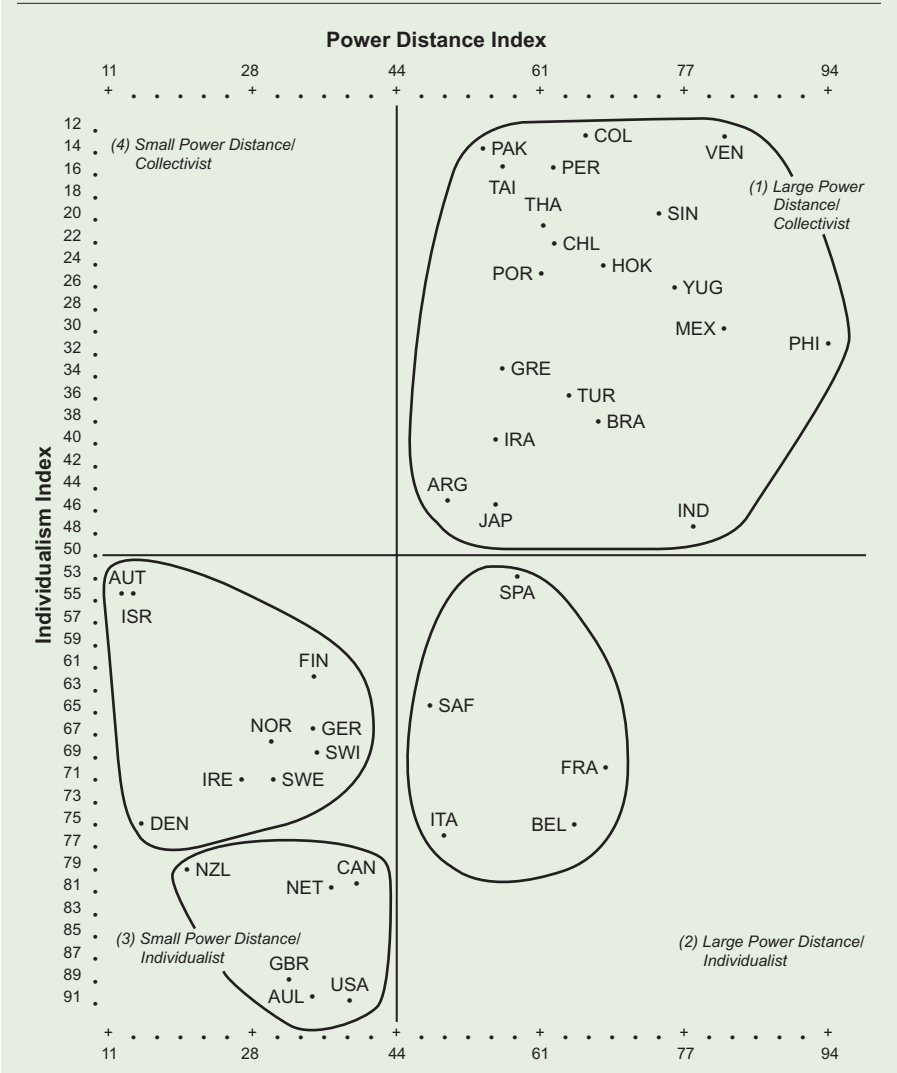 Power Distance Index
11 28 44 61 77 94
12
14
16
18
20
22
24
26
28
30
32
34
36
38
40
42
44
46
48
50
53
55
57
59
61
63
65
67
69
71
73
75
77
79
81
83
85
87
89
91
Individualism Index
(4) Small Power Distance/
Collectivist
COL
PAK
VEN
PER
TAI
(1) Large Power
Distance/
Collectivist
THA
SIN
CHL
HOK
POR
YUG
MEX
PHI
GRE
TUR
BRA
IRA
ARG
JAP
IND
AUT
ISR
FIN
NOR
GER
SWI
IRE
SWE
DEN
SPA
SAF
FRA
ITA
BEL
NZL
CAN
NET
(3) Small Power Distance/
Individualist
GBR
AUL
USA
(2) Large Power Distance/
Individualist
11 28 44 61 77 94